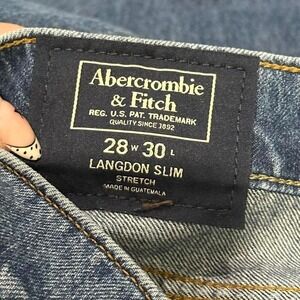 Abercrombie
& Fitch
REG. U.S. PAT. TRADEMARK
QUALITY SINCE 1892
28 W 30 L
LANGDON SLIM
STRETCH
MADE IN GUATEMALA